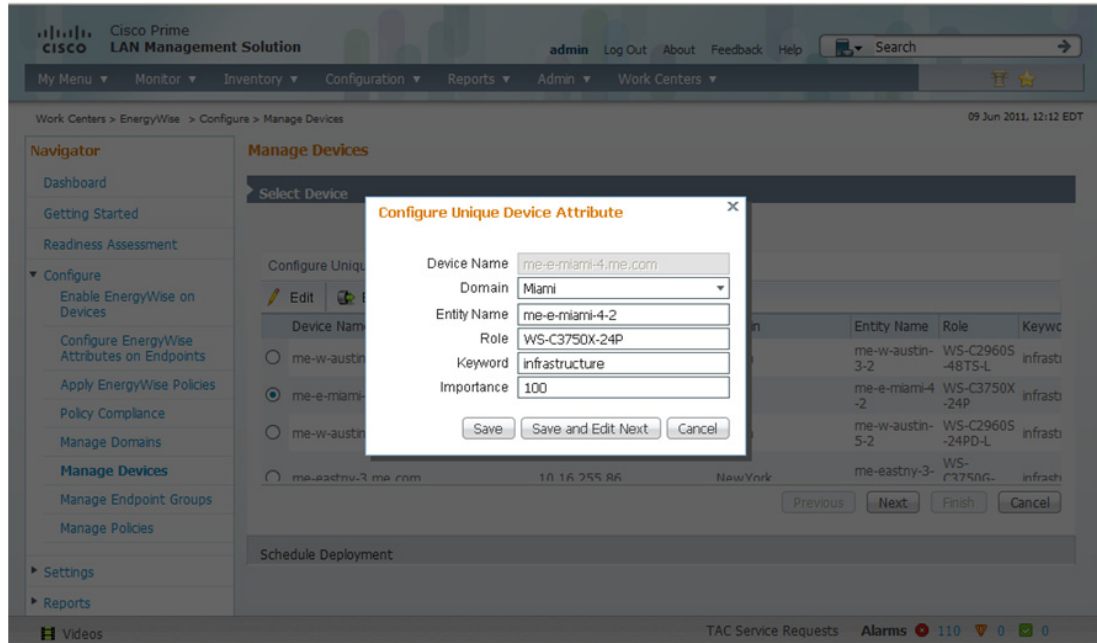 Cisco Prime
CISCO LAN Management Solution
admin Log Out About Feedback Help Search
My Menu Monitor Inventory Configuration Reports Admin Work Centers
Work Centers > EnergyWise > Configure > Manage Devices
09 Jun 2011, 12:12 EDT
Navigator
Dashboard
Getting Started
Readiness Assessment
Configure
Enable EnergyWise on
Devices
Configure EnergyWise
Attributes on Endpoints
Apply EnergyWise Policies
Policy Compliance
Manage Domains
Manage Devices
Manage Endpoint Groups
Manage Policies
Settings
Reports
Manage Devices
Select Device
Configure Uniqu
Edit
Device Nam Entity Name Role Keywo
me-w-austin me-w-austin-3-2 WS-C2960S-48TS-L infrastr
me-e-miami- me-e-miami-4-2 WS-C3750X-24P infrastr
me-w-austin me-w-austin-5-2 WS-C2960S-24PD-L infrastr
me-eastny-3.me.com 10.16.255.86 NewYork me-eastny-3- WS-C3750G- infrastr
Previous Next Finish Cancel
Schedule Deployment
Configure Unique Device Attribute
Device Name me-e-miami-4.me.com
Domain Miami
Entity Name me-e-miami-4-2
Role WS-C3750X-24P
Keyword infrastructure
Importance 100
Save Save and Edit Next Cancel
Videos
TAC Service Requests Alarms 110 0 0